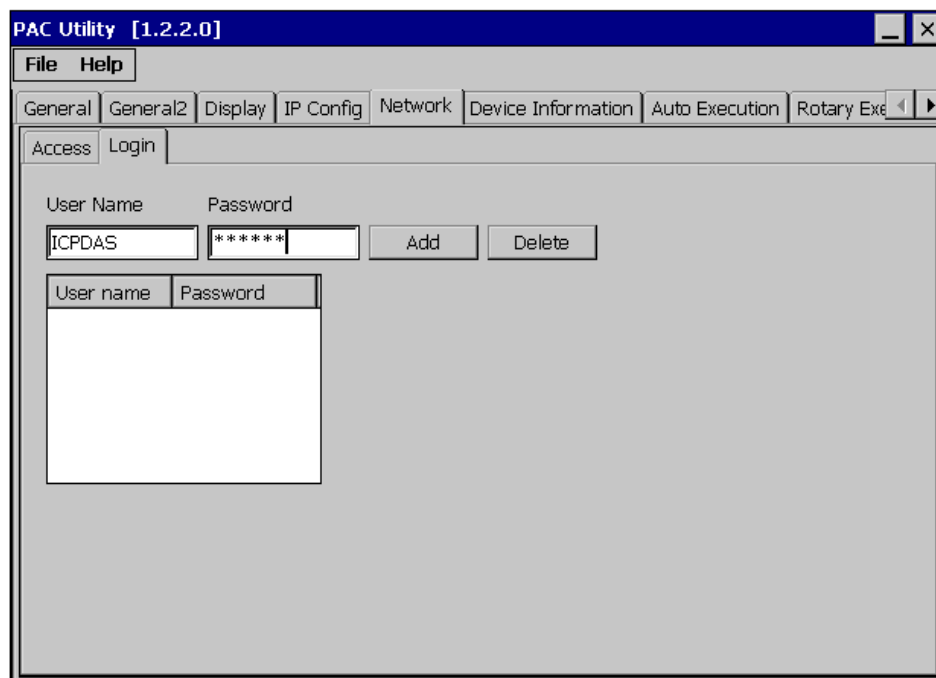 PAC Utility [1.2.2.0]
File Help
General General2 Display IP Config Network Device Information Auto Execution Rotary Exe
Access Login
User Name Password
ICPDAS ****** Add Delete
User name Password